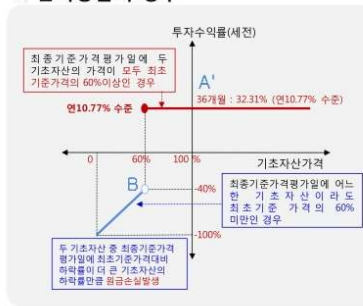 투자수익률(세전)
최종기준가격평가일에 두
기초자산의 가격이 모두 최초
기준가격의 60%이상인 경우
A'
36개월 : 32.31% (연10.77% 수준)
연10.77% 수준
0
60%
100 %
기초자산가격
B
-40%
최종기준가격평가일에 어느
한 기초자산이라도
최초기준 가격의 60%
미만인 경우
-100%
두 기초자산 중 최종기준가격
평가일에 최초기준가격대비
하락률이 더 큰 기초자산의
하락률만큼 원금손실발생